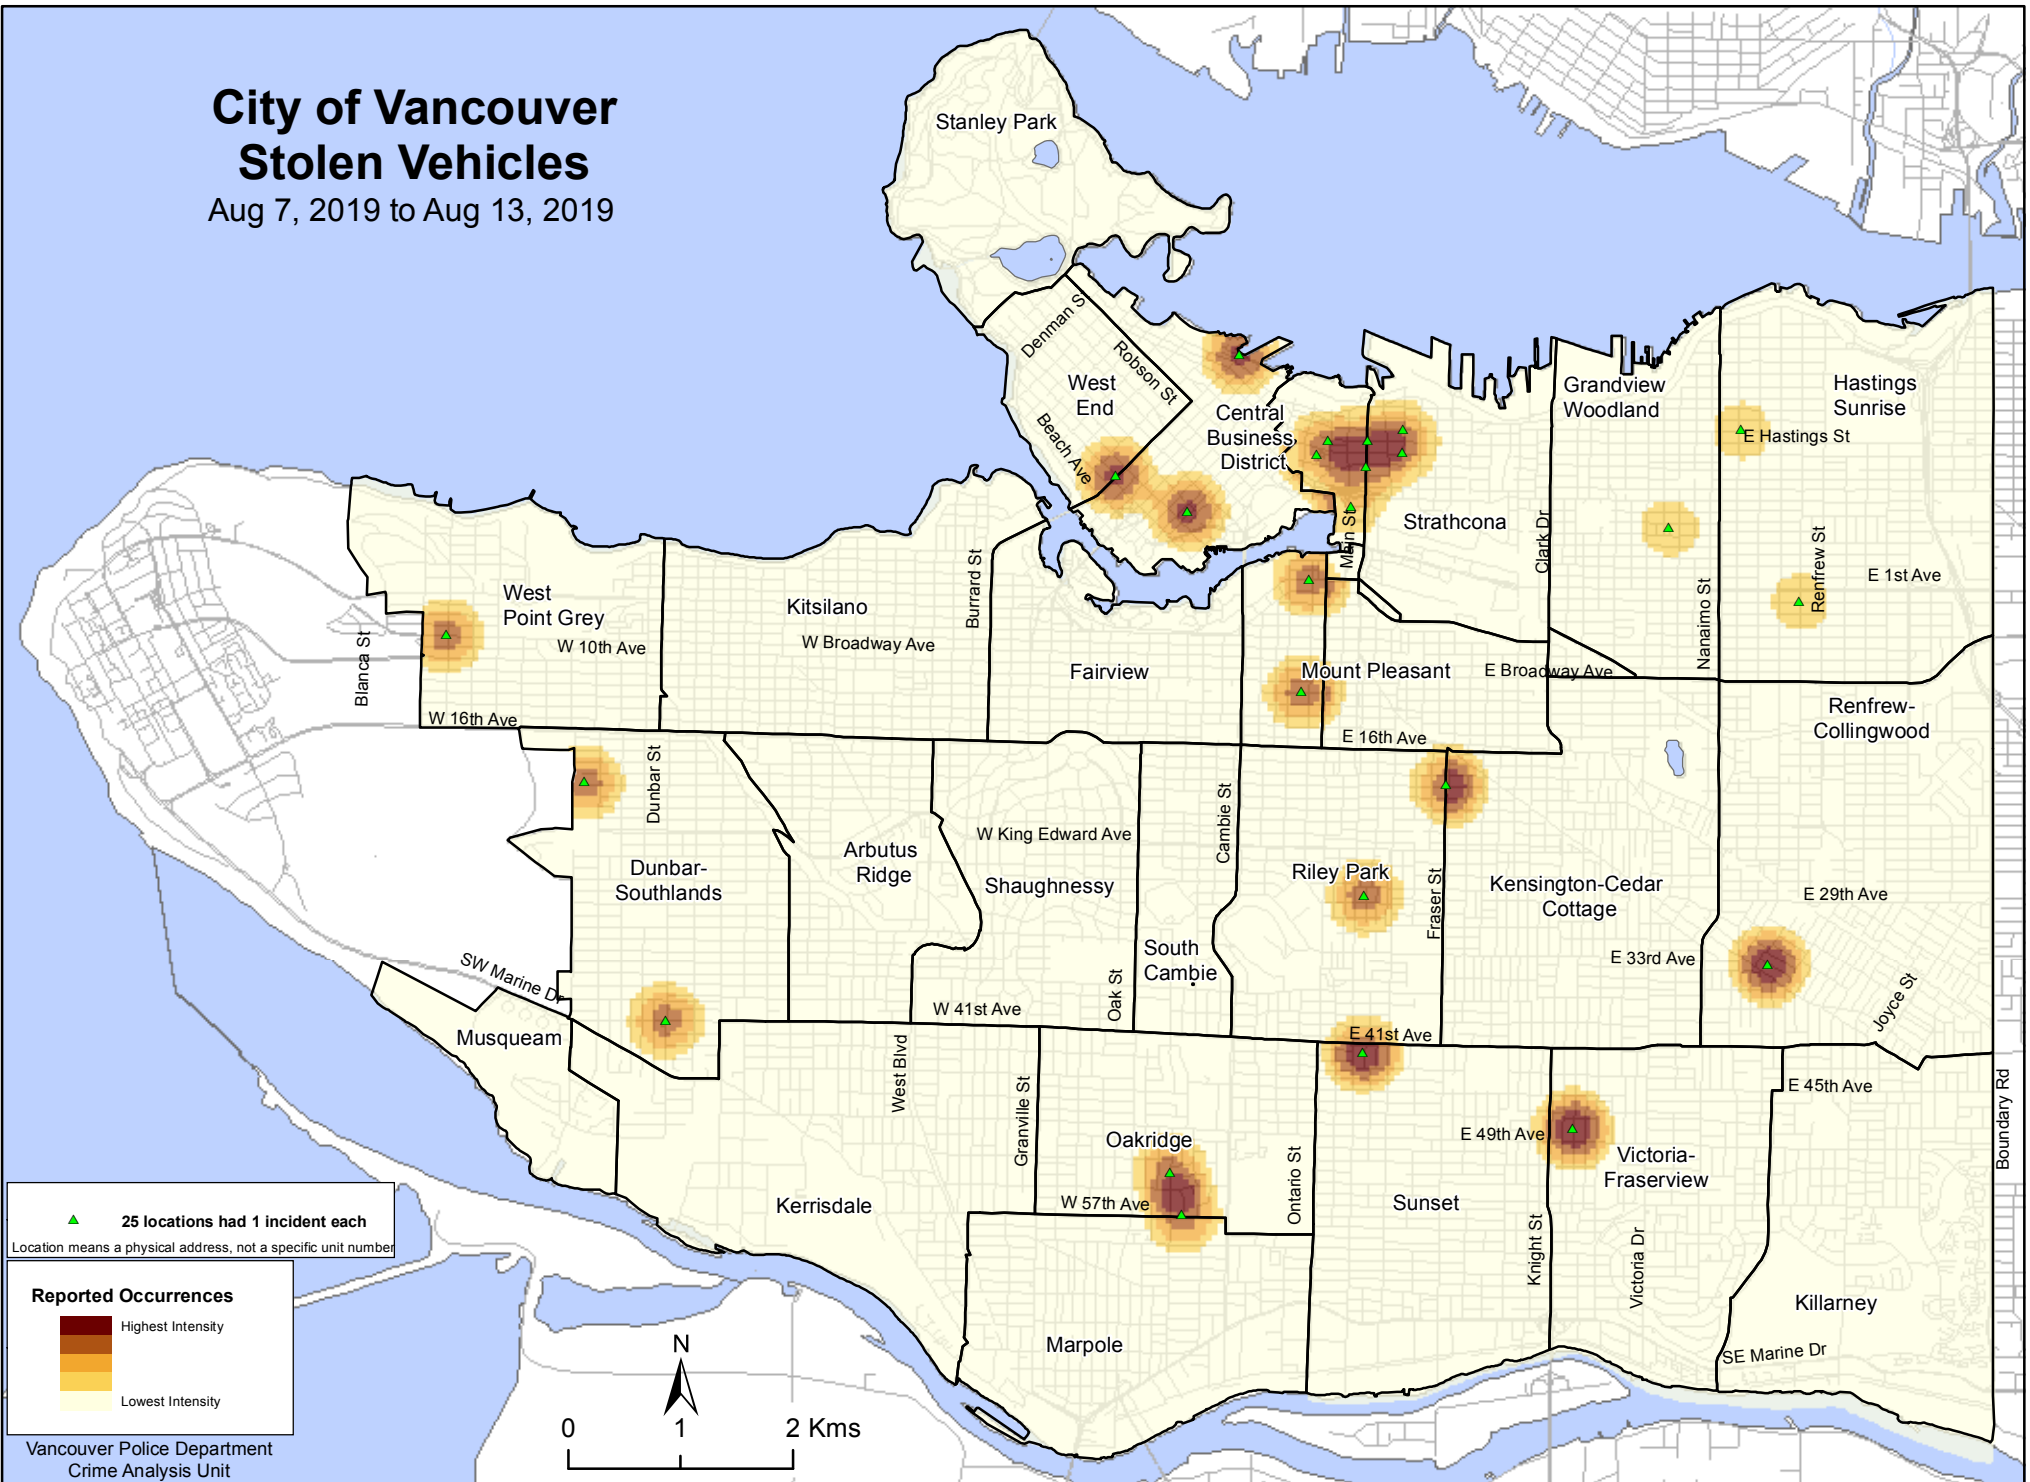 City of Vancouver
Stolen Vehicles
Aug 7, 2019 to Aug 13, 2019
Stanley Park
Denman S
Robson St
West
End
Beach Ave
Central
Business
District
Grandview
Woodland
Hastings
Sunrise
E Hastings St
Strathcona
Main St
Clark Dr
Renfrew St
E 1st Ave
Nanaimo St
West
Point Grey
Kitsilano
Burrard St
W 10th Ave
W Broadway Ave
Blanca St
Fairview
Mount Pleasant
E Broadway Ave
Renfrew-
Collingwood
W 16th Ave
E 16th Ave
Dunbar St
Cambie St
W King Edward Ave
Arbutus
Ridge
Dunbar-
Southlands
Shaughnessy
Riley Park
Fraser St
Kensington-Cedar
Cottage
E 29th Ave
South
Cambie
E 33rd Ave
SW Marine Dr
Oak St
W 41st Ave
Joyce St
Musqueam
E 41st Ave
West Blvd
Granville St
E 45th Ave
Boundary Rd
Oakridge
E 49th Ave
Victoria-
Fraserview
Ontario St
W 57th Ave
Kerrisdale
Sunset
Knight St
Victoria Dr
Killarney
Marpole
SE Marine Dr
25 locations had 1 incident each
Location means a physical address, not a specific unit number
Reported Occurrences
Highest Intensity
Lowest Intensity
Vancouver Police Department
Crime Analysis Unit
N
0 1 2 Kms